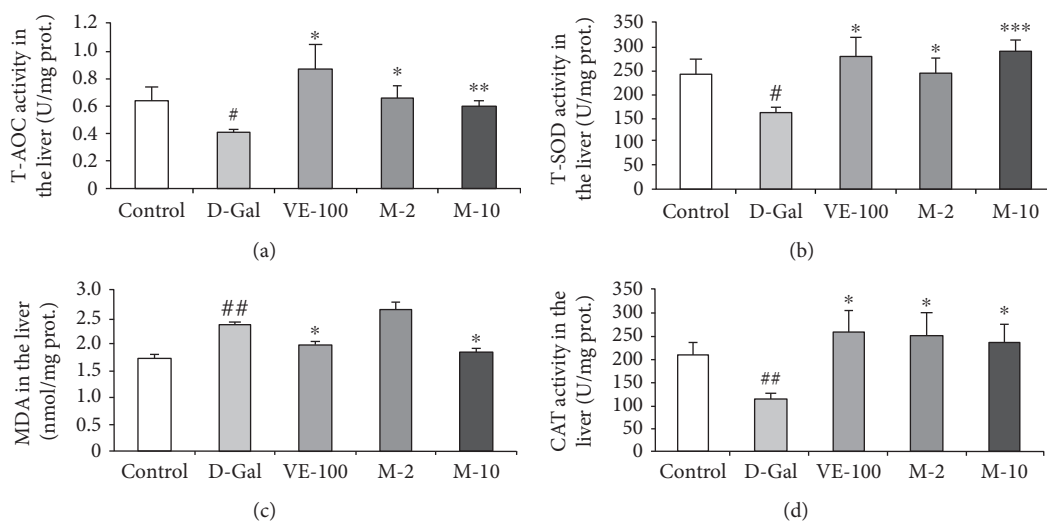 T-AOC activity in
the liver (U/mg prot.)
1.2
1.0
0.8
0.6
0.4
0.2
0
#
*
*
**
Control
D-Gal
VE-100
M-2
M-10
(a)
T-SOD activity in
the liver (U/mg prot.)
350
300
250
200
150
100
50
0
#
*
*
***
Control
D-Gal
VE-100
M-2
M-10
(b)
MDA in the liver
(nmol/mg prot.)
3.0
2.5
2.0
1.5
1.0
0.5
0
##
*
*
Control
D-Gal
VE-100
M-2
M-10
(c)
CAT activity in the
liver (U/mg prot.)
350
300
250
200
150
100
50
0
##
*
*
*
Control
D-Gal
VE-100
M-2
M-10
(d)